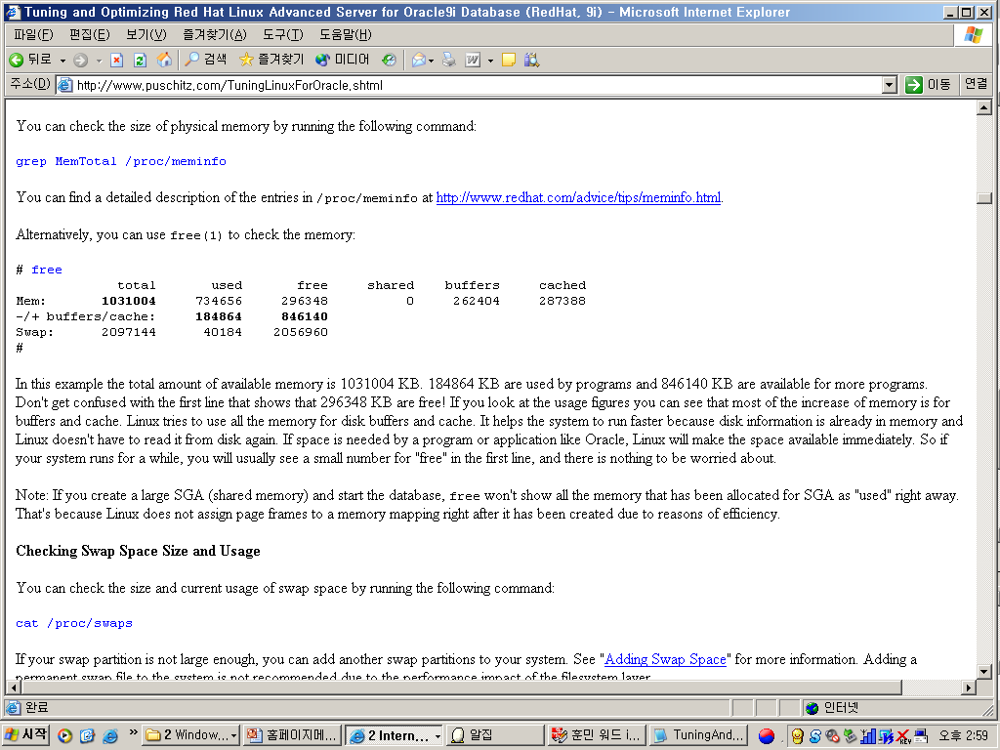 Tuning and Optimizing Red Hat Linux Advanced Server for Oracle9i Database (RedHat, 9i) - Microsoft Internet Explorer
파일(F) 편집(E) 보기(V) 즐겨찾기(A) 도구(T) 도움말(H)
뒤로 검색 즐겨찾기 미디어
주소(D) http://www.puschitz.com/TuningLinuxForOracle.shtml 이동 연결
You can check the size of physical memory by running the following command:
grep MemTotal /proc/meminfo
You can find a detailed description of the entries in /proc/meminfo at http://www.redhat.com/advice/tips/meminfo.html.
Alternatively, you can use free(1) to check the memory:
# free
total used free shared buffers cached
Mem: 1031004 734656 296348 0 262404 287388
-/+ buffers/cache: 184864 846140
Swap: 2097144 40184 2056960
#
In this example the total amount of available memory is 1031004 KB. 184864 KB are used by programs and 846140 KB are available for more programs.
Don't get confused with the first line that shows that 296348 KB are free! If you look at the usage figures you can see that most of the increase of memory is for
buffers and cache. Linux tries to use all the memory for disk buffers and cache. It helps the system to run faster because disk information is already in memory and
Linux doesn't have to read it from disk again. If space is needed by a program or application like Oracle, Linux will make the space available immediately. So if
your system runs for a while, you will usually see a small number for "free" in the first line, and there is nothing to be worried about.
Note: If you create a large SGA (shared memory) and start the database, free won't show all the memory that has been allocated for SGA as "used" right away.
That's because Linux does not assign page frames to a memory mapping right after it has been created due to reasons of efficiency.
Checking Swap Space Size and Usage
You can check the size and current usage of swap space by running the following command:
cat /proc/swaps
If your swap partition is not large enough, you can add another swap partitions to your system. See "Adding Swap Space" for more information. Adding a
permanent swap file to the system is not recommended due to the performance impact of the filesystem layer.
완료 인터넷
시작 » 2 Window... 홈페이지메... 2 Intern... 알집 훈민 워드 i... TuningAnd... 오후 2:59